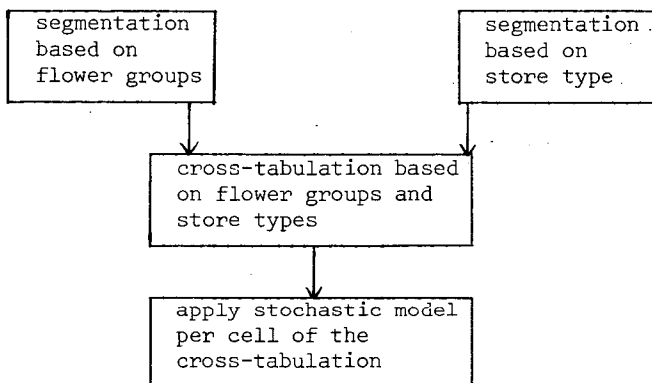 segmentation
based on
flower groups
segmentation
based on
store type
cross-tabulation based
on flower groups and
store types
apply stochastic model
per cell of the
cross-tabulation